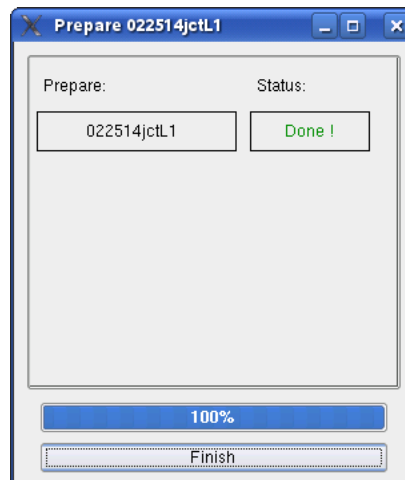 Prepare 022514jctL1
Prepare: Status:
022514jctL1 Done !
100%
Finish